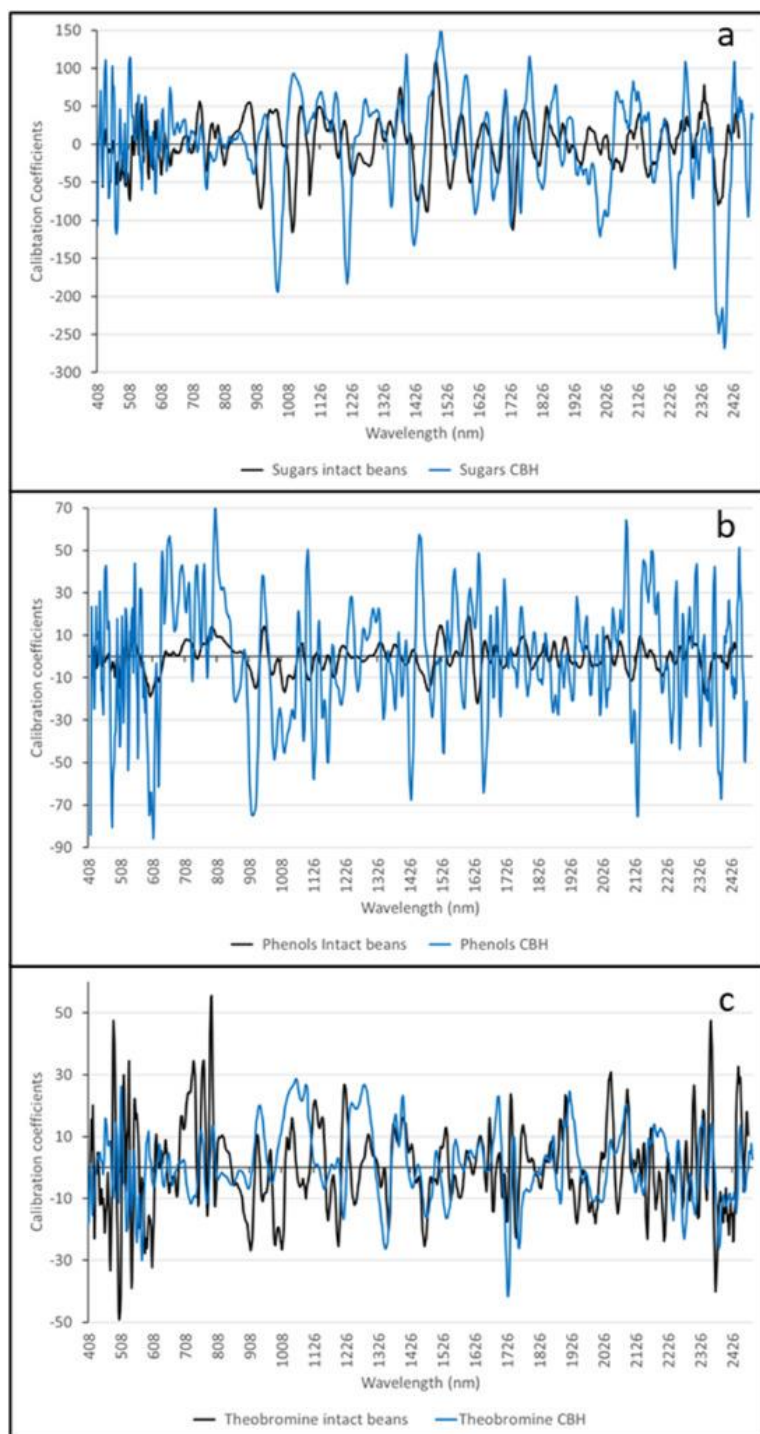 a
150
100
50
0
-50
-100
-150
-200
-250
-300
Calibtation Coefficients
408 508 608 708 808 908 1008 1126 1226 1326 1426 1526 1626 1726 1826 1926 2026 2126 2226 2326 2426
Wavelength (nm)
Sugars intact beans Sugars CBH
b
70
50
30
10
-10
-30
-50
-70
-90
Calibration coefficients
408 508 608 708 808 908 1008 1126 1226 1326 1426 1526 1626 1726 1826 1926 2026 2126 2226 2326 2426
Wavelength (nm)
Phenols Intact beans Phenols CBH
c
50
30
10
-10
-30
-50
Calibration coefficients
408 508 608 708 808 908 1008 1126 1226 1326 1426 1526 1626 1726 1826 1926 2026 2126 2226 2326 2426
Wavelength (nm)
Theobromine intact beans Theobromine CBH